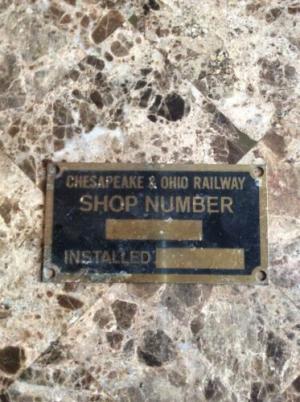 CHESAPEAKE & OHIO RAILWAY
SHOP NUMBER
INSTALLED